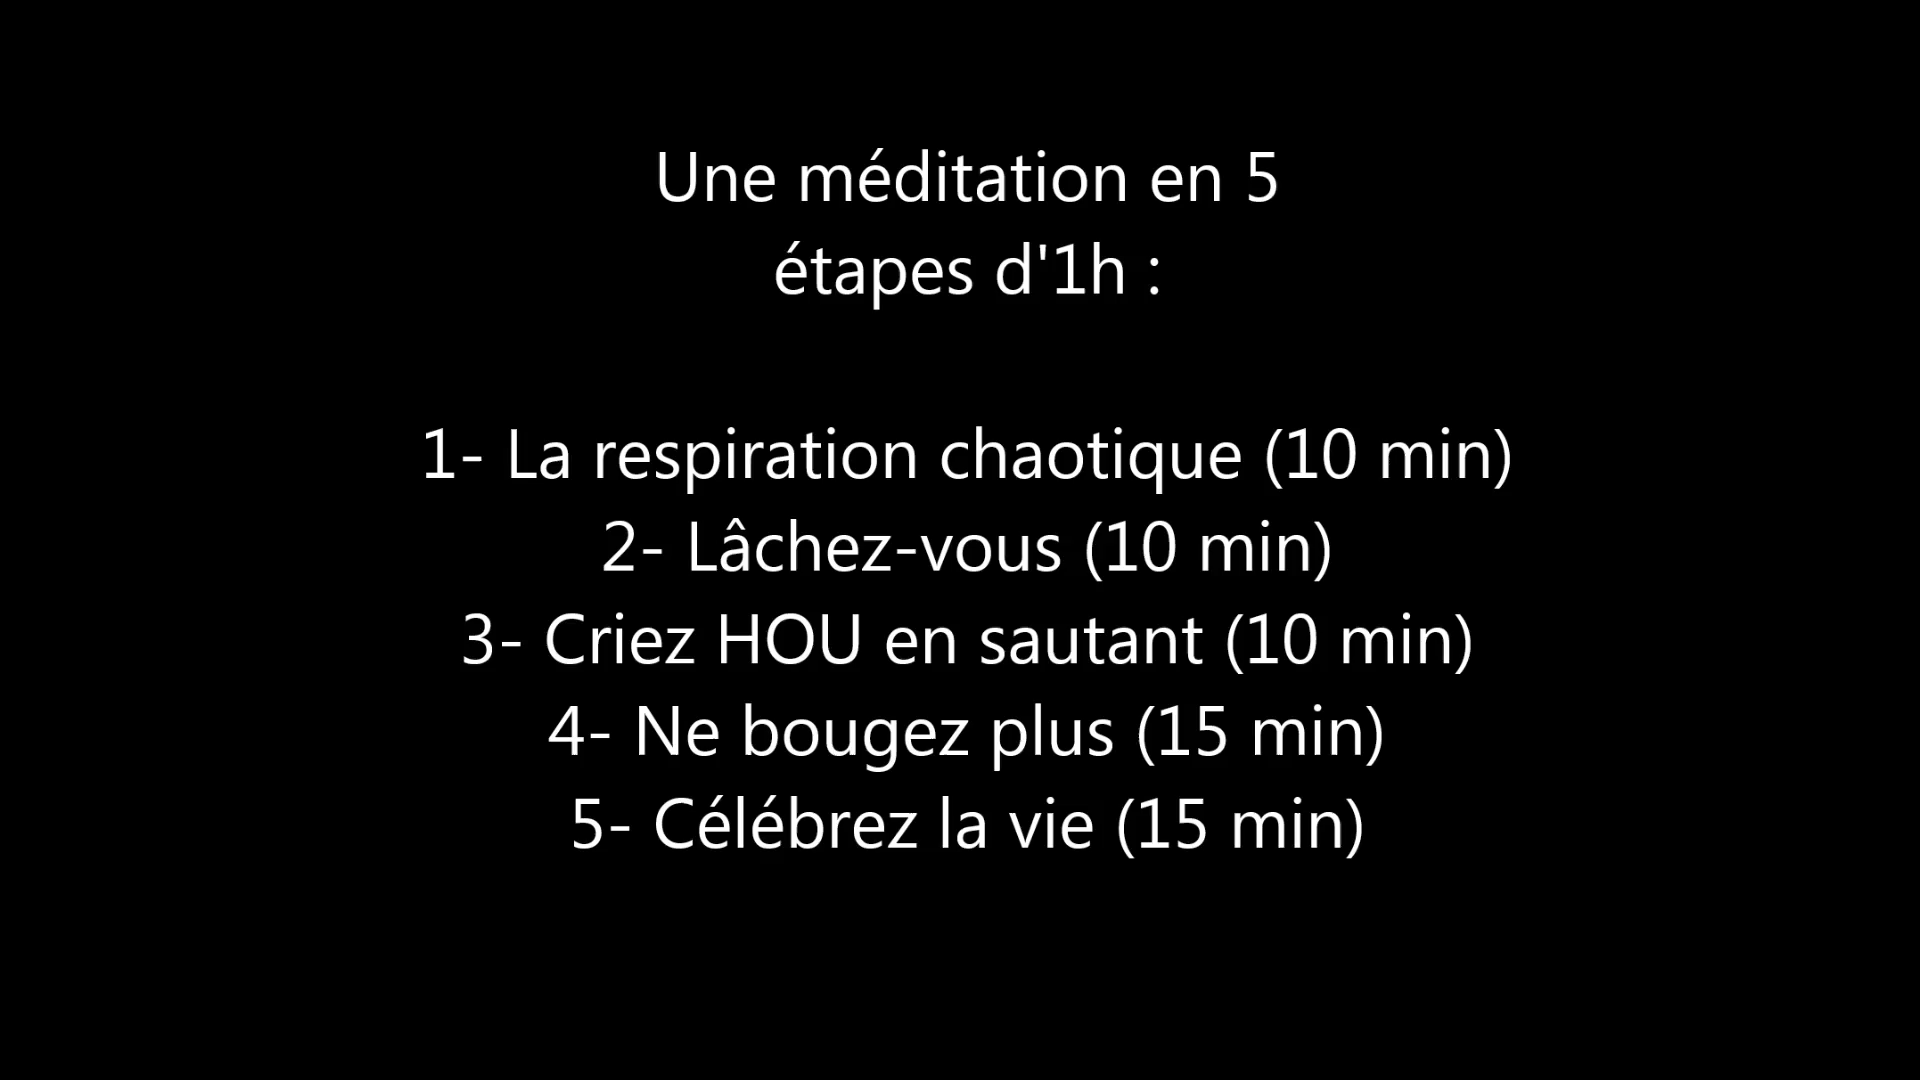 Une méditation en 5
étapes d'1h :
1- La respiration chaotique (10 min)
2- Lâchez-vous (10 min)
3- Criez HOU en sautant (10 min)
4- Ne bougez plus (15 min)
5- Célébrez la vie (15 min)